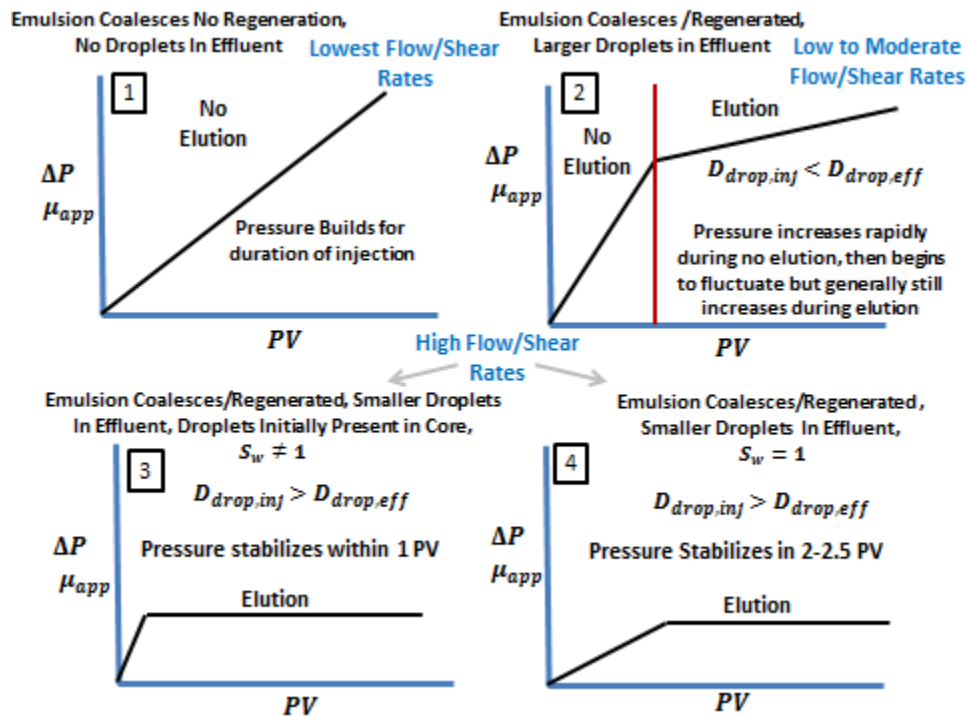 Emulsion Coalesces No Regeneration,
No Droplets In Effluent
Lowest Flow/Shear
Rates
1
No
Elution
ΔP
μapp
Pressure Builds for
duration of injection
PV
Emulsion Coalesces /Regenerated,
Larger Droplets in Effluent
Low to Moderate
Flow/Shear Rates
2
No
Elution
Elution
Ddrop,inj < Ddrop,eff
ΔP
μapp
Pressure increases rapidly
during no elution, then begins
to fluctuate but generally still
increases during elution
PV
High Flow/Shear
Rates
Emulsion Coalesces/Regenerated, Smaller Droplets
In Effluent, Droplets Initially Present in Core,
Sw ≠ 1
3
Ddrop,inj > Ddrop,eff
Pressure stabilizes within 1 PV
ΔP
μapp
Elution
PV
Emulsion Coalesces/Regenerated ,
Smaller Droplets In Effluent,
Sw = 1
4
Ddrop,inj > Ddrop,eff
Pressure Stabilizes in 2-2.5 PV
ΔP
μapp
Elution
PV